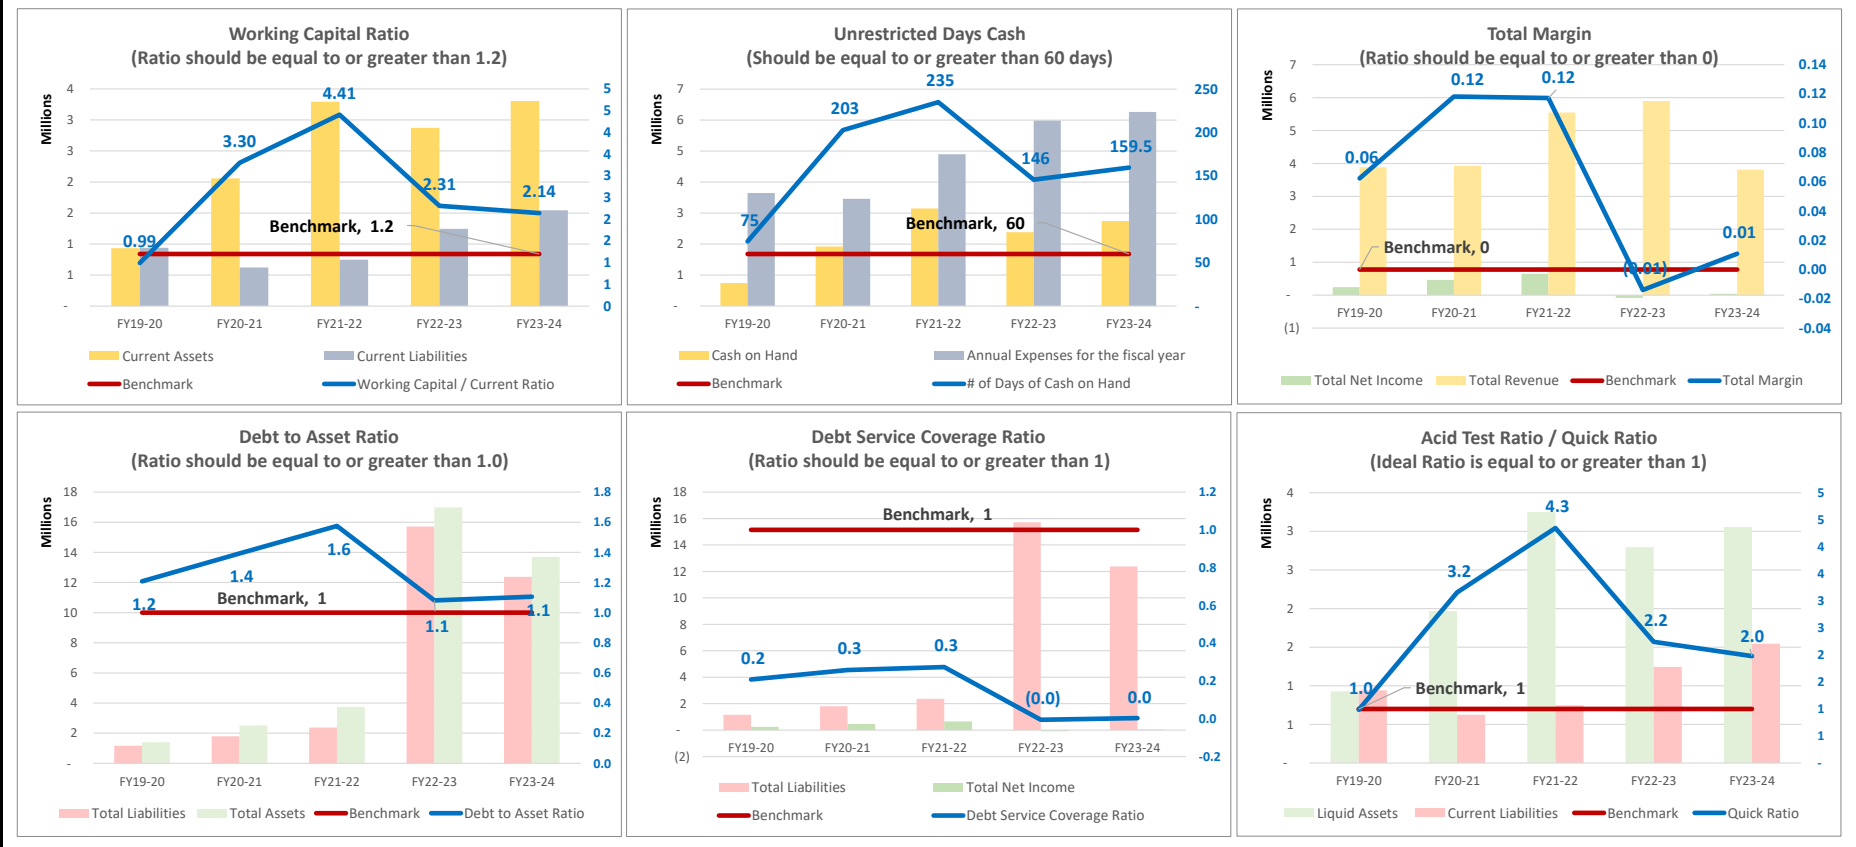 Working Capital Ratio
(Ratio should be equal to or greater than 1.2)
Millions
4
3
3
2
2
1
1
-
5
5
4
4
3
3
2
2
1
1
0
0.99
3.30
4.41
2.31
2.14
Benchmark, 1.2
FY19-20
FY20-21
FY21-22
FY22-23
FY23-24
Current Assets
Current Liabilities
Benchmark
Working Capital / Current Ratio
Unrestricted Days Cash
(Should be equal to or greater than 60 days)
Millions
7
6
5
4
3
2
1
-
250
200
150
100
50
-
75
203
235
146
159.5
Benchmark, 60
FY19-20
FY20-21
FY21-22
FY22-23
FY23-24
Cash on Hand
Annual Expenses for the fiscal year
Benchmark
# of Days of Cash on Hand
Total Margin
(Ratio should be equal to or greater than 0)
Millions
7
6
5
4
3
2
1
-
(1)
0.14
0.12
0.10
0.08
0.06
0.04
0.02
0.00
-0.02
-0.04
0.06
0.12
0.12
(0.01)
0.01
Benchmark, 0
FY19-20
FY20-21
FY21-22
FY22-23
FY23-24
Total Net Income
Total Revenue
Benchmark
Total Margin
Debt to Asset Ratio
(Ratio should be equal to or greater than 1.0)
Millions
18
16
14
12
10
8
6
4
2
-
1.8
1.6
1.4
1.2
1.0
0.8
0.6
0.4
0.2
0.0
1.2
1.4
1.6
1.1
1.1
Benchmark, 1
FY19-20
FY20-21
FY21-22
FY22-23
FY23-24
Total Liabilities
Total Assets
Benchmark
Debt to Asset Ratio
Debt Service Coverage Ratio
(Ratio should be equal to or greater than 1)
Millions
18
16
14
12
10
8
6
4
2
-
(2)
1.2
1.0
0.8
0.6
0.4
0.2
0.0
-0.2
Benchmark, 1
0.2
0.3
0.3
(0.0)
0.0
FY19-20
FY20-21
FY21-22
FY22-23
FY23-24
Total Liabilities
Total Net Income
Benchmark
Debt Service Coverage Ratio
Acid Test Ratio / Quick Ratio
(Ideal Ratio is equal to or greater than 1)
Millions
4
3
3
2
2
1
1
-
5
5
4
4
3
3
2
2
1
1
-
1.0
3.2
4.3
2.2
2.0
Benchmark, 1
FY19-20
FY20-21
FY21-22
FY22-23
FY23-24
Liquid Assets
Current Liabilities
Benchmark
Quick Ratio